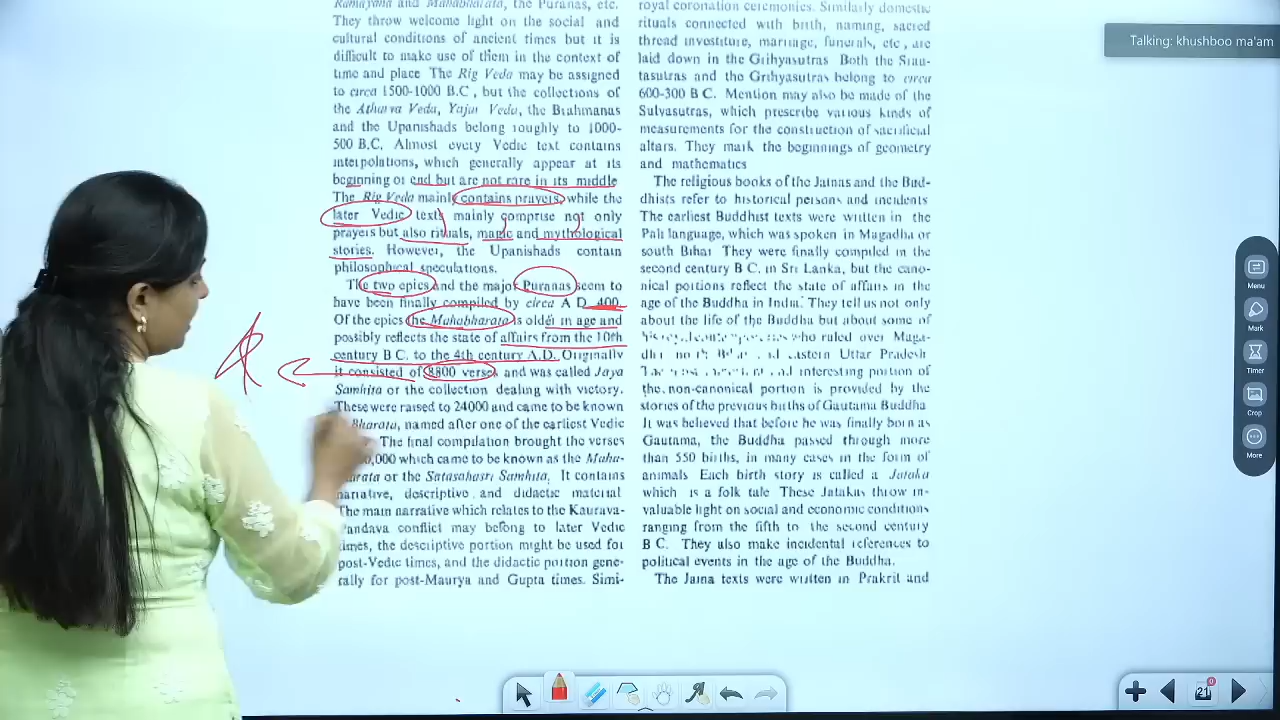 Ramayana and Mahabharata, the Puranas, etc.
They throw welcome light on the social and
cultural conditions of ancient times but it is
difficult to make use of them in the context of
time and place The Rig Veda may be assigned
to circa 1500-1000 B.C, but the collections of
the Atharva Veda, Yajur Veda, the Brahmanas
and the Upanishads belong roughly to 1000-
500 B.C. Almost every Vedic text contains
interpolations, which generally appear at its
beginning or end but are not rare in its middle
The Rig Veda mainly contains prayers, while the
later Vedic texts mainly comprise not only
prayers but also rituals, magic and mythological
stories. However, the Upanishads contain
philosophical speculations.
The two epics and the major Puranas seem to
have been finally compiled by circa A D. 400.
Of the epics the Mahabharata is older in age and
possibly reflects the state of affairs from the 10th
century B C. to the 4th century A.D. Originally
it consisted of 8800 verses and was called Jaya
Samhita or the collection dealing with victory.
These were raised to 24000 and came to be known
Bharata, named after one of the earliest Vedic
The final compilation brought the verses
0,000 which came to be known as the Maha-
arata or the Satasahasri Samhita. It contains
narrative, descriptive and didactic material
The main narrative which relates to the Kaurava-
Pandava conflict may belong to later Vedic
times, the descriptive portion might be used for
post-Vedic times, and the didactic portion gene-
rally for post-Maurya and Gupta times. Simi-
royal coronation ceremonies. Similarly domestic
rituals connected with birth, naming, sacred
thread investiture, marriage, funerals, etc, are
laid down in the Grihyasutras Both the Srau-
tasutras and the Grihyasutras belong to circa
600-300 B C. Mention may also be made of the
Sulvasutras, which prescribe various kinds of
measurements for the construction of sacrificial
altars. They mark the beginnings of geometry
and mathematics
The religious books of the Jainas and the Bud-
dhists refer to historical persons and incidents
The earliest Buddhist texts were written in the
Pali language, which was spoken in Magadha or
south Bihar They were finally compiled in the
second century B C. in Sri Lanka, but the cano-
nical portions reflect the state of affairs in the
age of the Buddha in India. They tell us not only
about the life of the Buddha but about some of
who ruled over Maga-
eastern Uttar Pradesh
interesting portion of
the non-canonical portion is provided by the
stories of the previous births of Gautama Buddha
It was believed that before he was finally born as
Gautama, the Buddha passed through more
than 550 births, in many cases in the form of
animals Each birth story is called a Jataka
which is a folk tale These Jatakas throw in-
valuable light on social and economic conditions
ranging from the fifth to the second century
B C. They also make incidental references to
political events in the age of the Buddha.
The Jaina texts were written in Prakrit and
Talking: khushboo ma'am
Menu
Mark
Timer
Crop
More
21
0